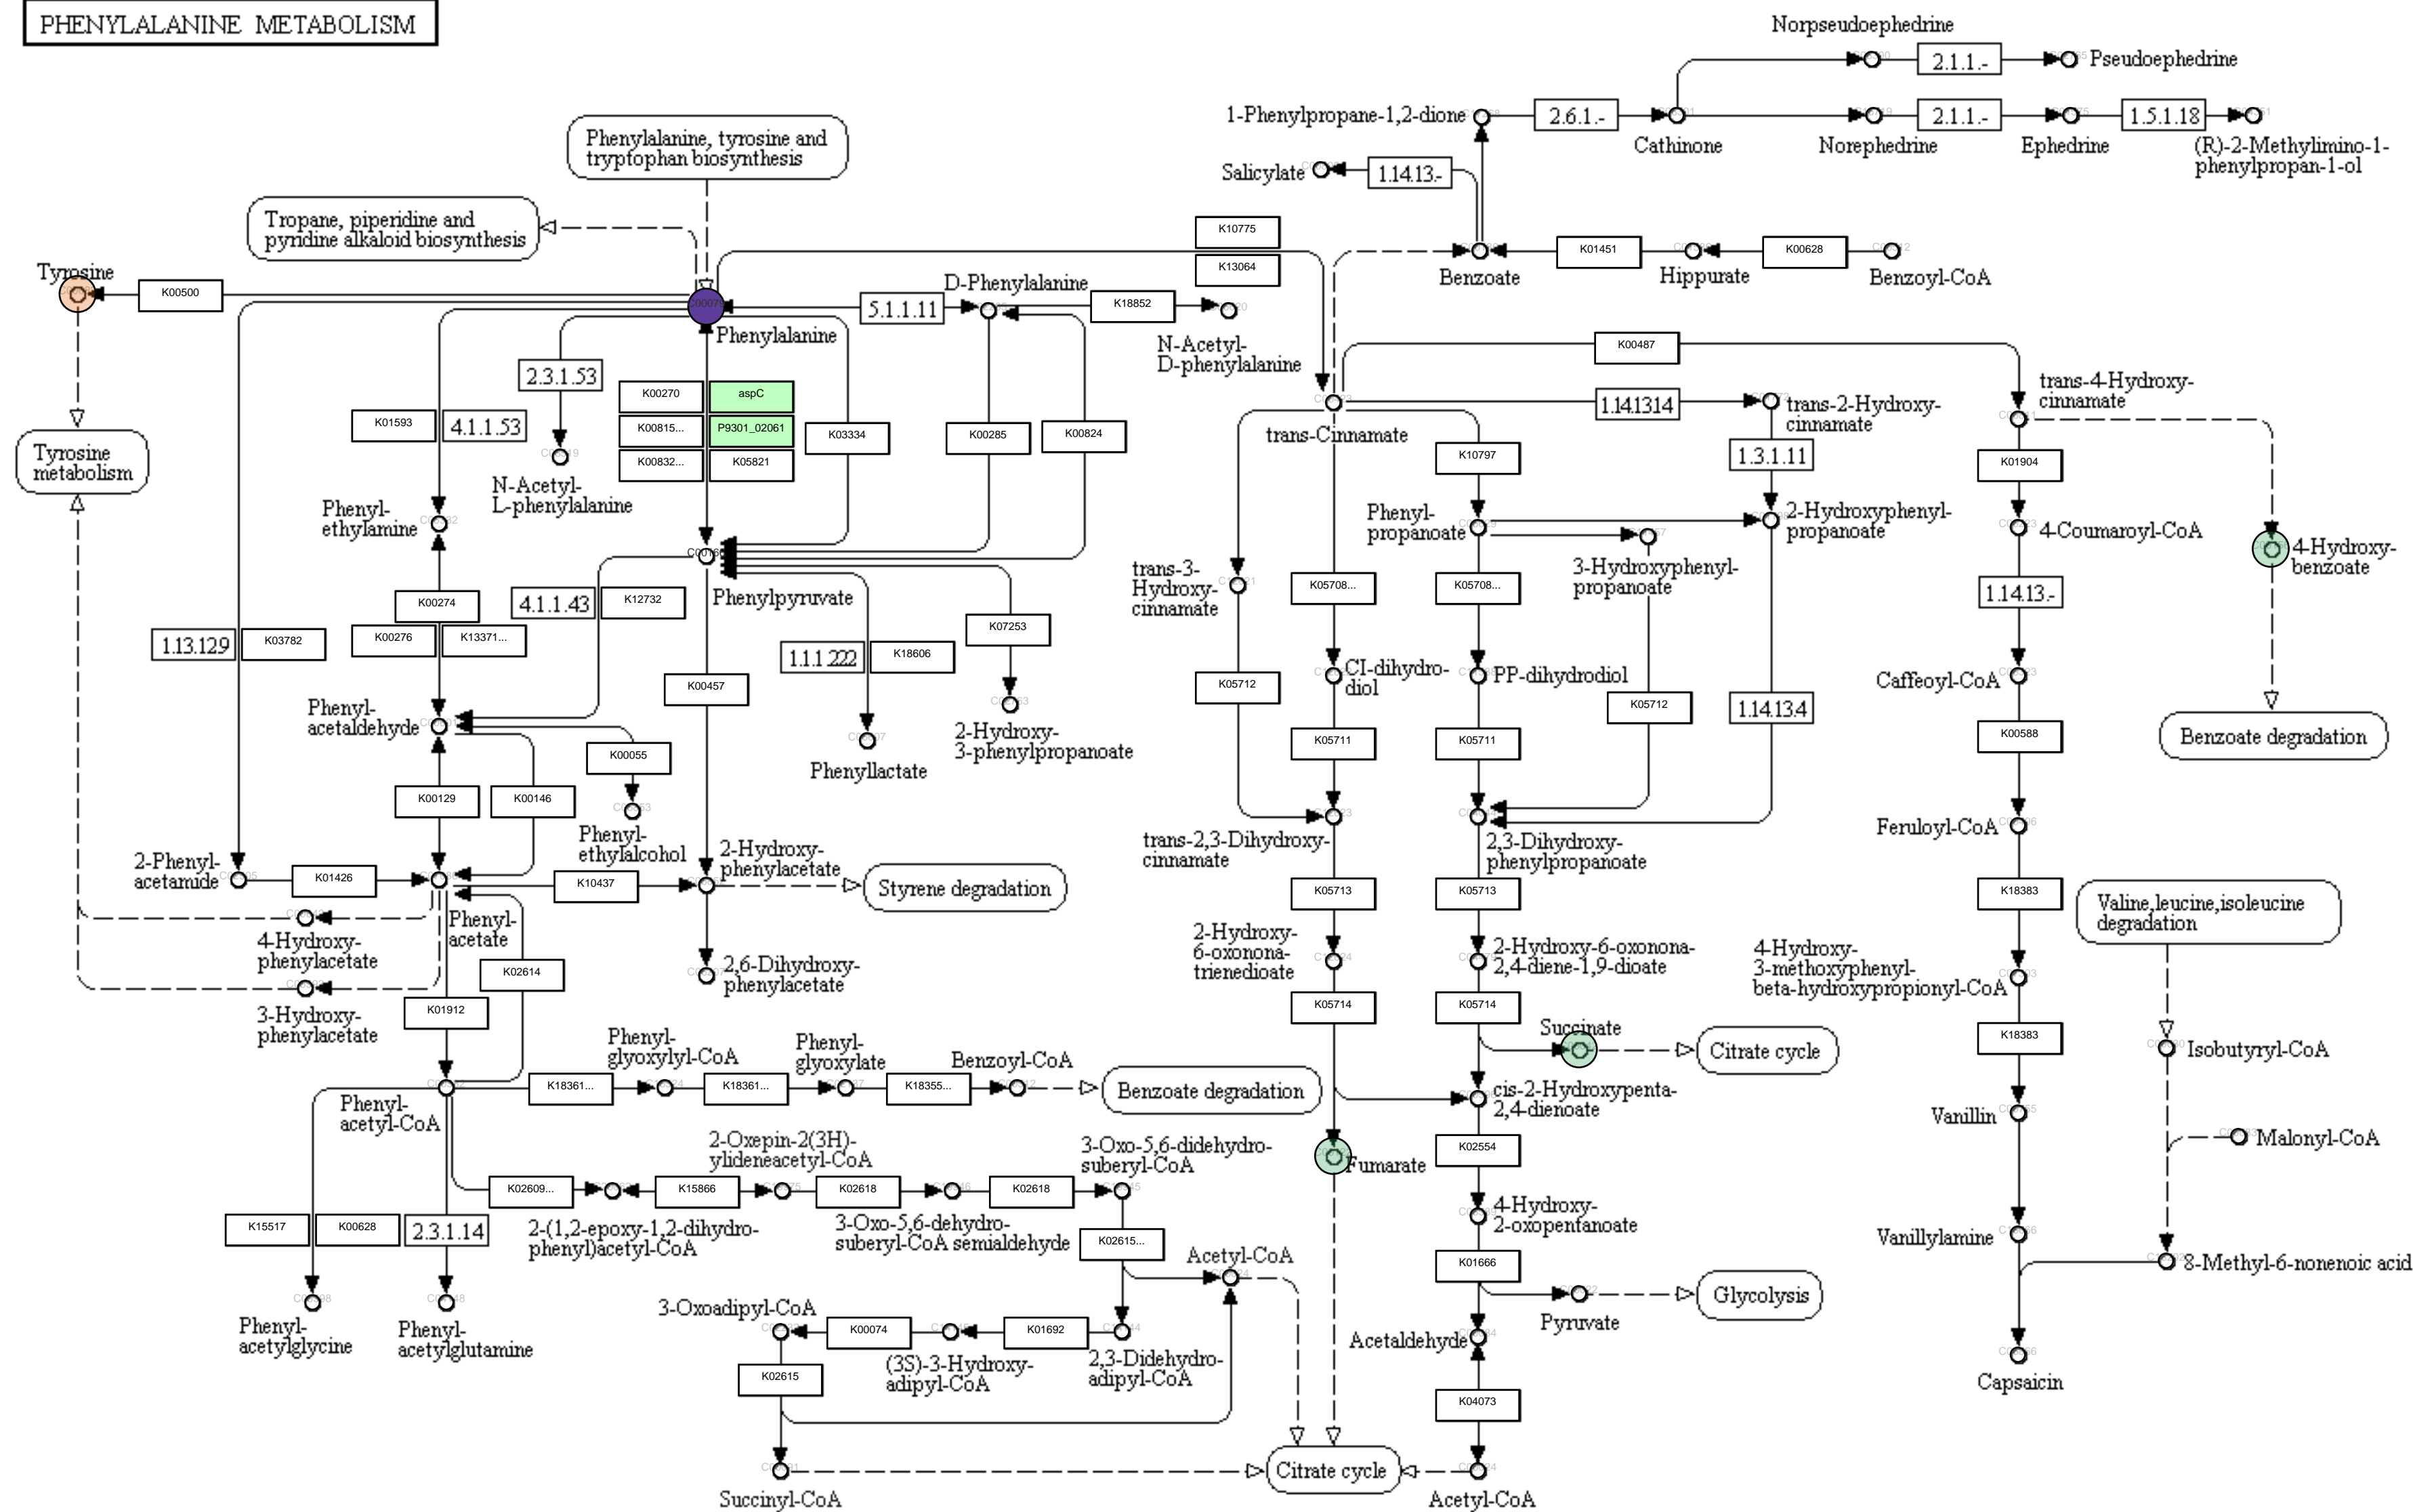 PHENYLALANINE METABOLISM
Norpseudoephedrine
2.1.1.-
Pseudoephedrine
1-Phenylpropane-1,2-dione
2.6.1.-
Cathinone
2.1.1.-
Norephedrine
Ephedrine
1.5.1.18
(R)-2-Methylimino-1-
phenylpropan-1-ol
Salicylate
1.14.13.-
Phenylalanine, tyrosine and
tryptophan biosynthesis
Tropane, piperidine and
pyridine alkaloid biosynthesis
K10775
K13064
Benzoate
K01451
Hippurate
K00628
Benzoyl-CoA
Tyrosine
K00500
Phenylalanine
5.1.1.11
D-Phenylalanine
K18852
N-Acetyl-
D-phenylalanine
K00487
2.3.1.53
K00270
aspC
K00815...
P9301_02061
K00832...
K05821
K03334
K00285
K00824
K01593
4.1.1.53
trans-Cinnamate
1.14.13.14
trans-2-Hydroxy-
cinnamate
1.3.1.11
trans-4-Hydroxy-
cinnamate
K01904
Tyrosine
metabolism
N-Acetyl-
L-phenylalanine
Phenyl-
ethylamine
K10797
Phenyl-
propanoate
2-Hydroxyphenyl-
propanoate
4-Coumaroyl-CoA
4-Hydroxy-
benzoate
trans-3-
Hydroxy-
cinnamate
K05708...
K05708...
3-Hydroxyphenyl-
propanoate
1.14.13.-
K00274
4.1.1.43
K12732
Phenylpyruvate
1.13.12.9
K03782
K00276
K13371...
1.1.1.222
K18606
K07253
K00457
K05712
CI-dihydro-
diol
PP-dihydrodiol
K05712
1.14.13.4
Caffeoyl-CoA
Benzoate degradation
Phenyl-
acetaldehyde
K00055
Phenyllactate
2-Hydroxy-
3-phenylpropanoate
K05711
K05711
K00588
K00129
K00146
Phenyl-
ethylalcohol
trans-2,3-Dihydroxy-
cinnamate
2,3-Dihydroxy-
phenylpropanoate
Feruloyl-CoA
2-Phenyl-
acetamide
K01426
K10437
2-Hydroxy-
phenylacetate
Styrene degradation
K05713
K05713
K18383
Valine,leucine,isoleucine
degradation
Phenyl-
acetate
4-Hydroxy-
phenylacetate
K02614
2,6-Dihydroxy-
phenylacetate
2-Hydroxy-
6-oxonona-
trienedioate
2-Hydroxy-6-oxonona-
2,4-diene-1,9-dioate
4-Hydroxy-
3-methoxyphenyl-
beta-hydroxypropionyl-CoA
3-Hydroxy-
phenylacetate
K01912
K05714
K05714
K18383
Succinate
Citrate cycle
Isobutyryl-CoA
Phenyl-
glyoxylyl-CoA
Phenyl-
glyoxylate
Benzoyl-CoA
K18361...
K18361...
K18355...
Benzoate degradation
Phenyl-
acetyl-CoA
cis-2-Hydroxypenta-
2,4-dienoate
Vanillin
Malonyl-CoA
2-Oxepin-2(3H)-
ylideneacetyl-CoA
3-Oxo-5,6-didehydro-
suberyl-CoA
Fumarate
K02554
K02609...
K15866
K02618
K02618
2-(1,2-epoxy-1,2-dihydro-
phenyl)acetyl-CoA
3-Oxo-5,6-dehydro-
suberyl-CoA semialdehyde
K15517
K00628
2.3.1.14
K02615...
4-Hydroxy-
2-oxopentanoate
Vanillylamine
Acetyl-CoA
K01666
8-Methyl-6-nonenoic acid
Pyruvate
Glycolysis
Phenyl-
acetylglycine
Phenyl-
acetylglutamine
3-Oxoadipyl-CoA
K00074
K01692
(3S)-3-Hydroxy-
adipyl-CoA
2,3-Didehydro-
adipyl-CoA
Acetaldehyde
K02615
K04073
Capsaicin
Succinyl-CoA
Citrate cycle
Acetyl-CoA